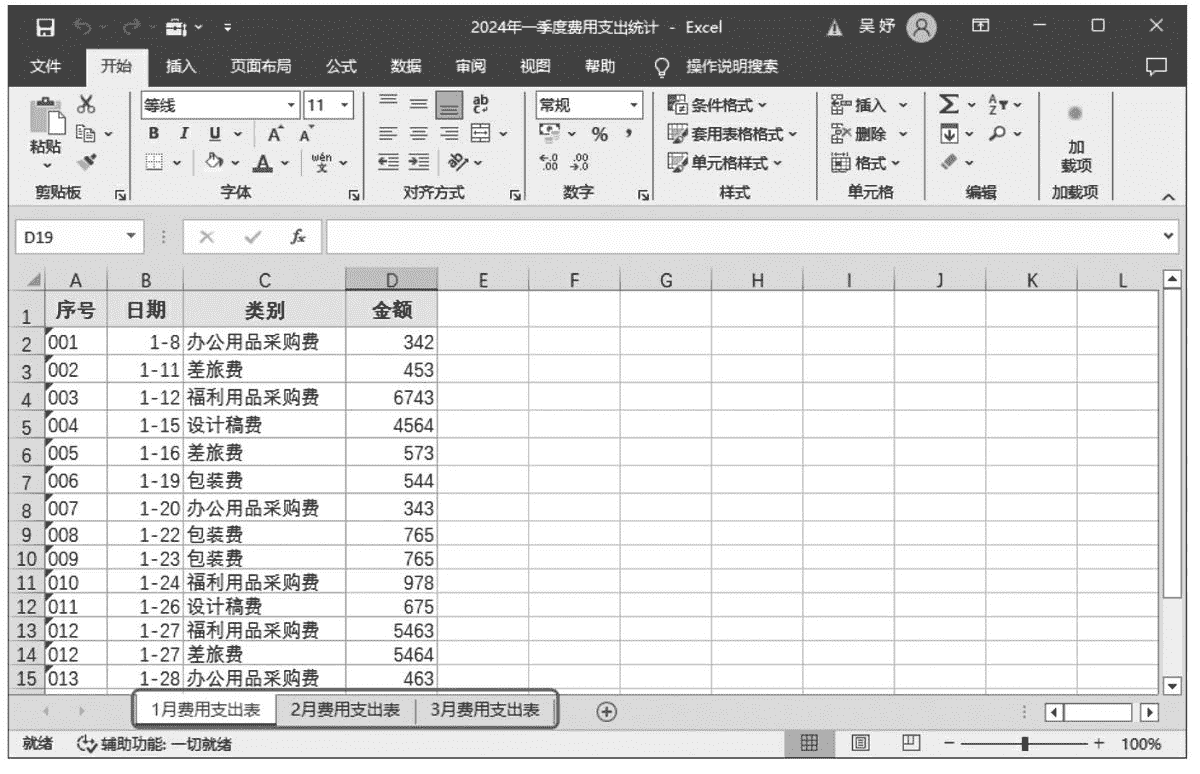 2024年一季度费用支出统计 - Excel
吴妤
文件 开始 插入 页面布局 公式 数据 审阅 视图 帮助 操作说明搜索
等线 11 常规 条件格式 插入
粘贴 B I U A A % 套用表格格式 删除 加载项
wén 文 A 单元格样式 格式
剪贴板 字体 对齐方式 数字 样式 单元格 编辑 加载项
D19 fx
A B C D E F G H I J K L
1 序号 日期 类别 金额
2 001 1-8 办公用品采购费 342
3 002 1-11 差旅费 453
4 003 1-12 福利用品采购费 6743
5 004 1-15 设计稿费 4564
6 005 1-16 差旅费 573
7 006 1-19 包装费 544
8 007 1-20 办公用品采购费 343
9 008 1-22 包装费 765
10 009 1-23 包装费 765
11 010 1-24 福利用品采购费 978
12 011 1-26 设计稿费 675
13 012 1-27 福利用品采购费 5463
14 012 1-27 差旅费 5464
15 013 1-28 办公用品采购费 463
1月费用支出表 2月费用支出表 3月费用支出表
就绪 辅助功能: 一切就绪 100%